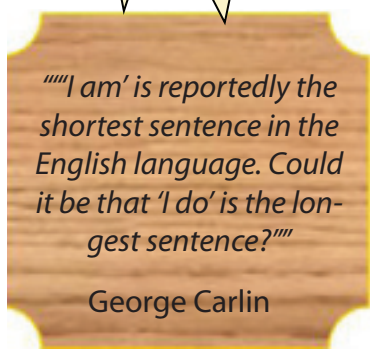 ""‘I am’ is reportedly the
shortest sentence in the
English language. Could
it be that ‘I do’ is the lon-
gest sentence?""
George Carlin